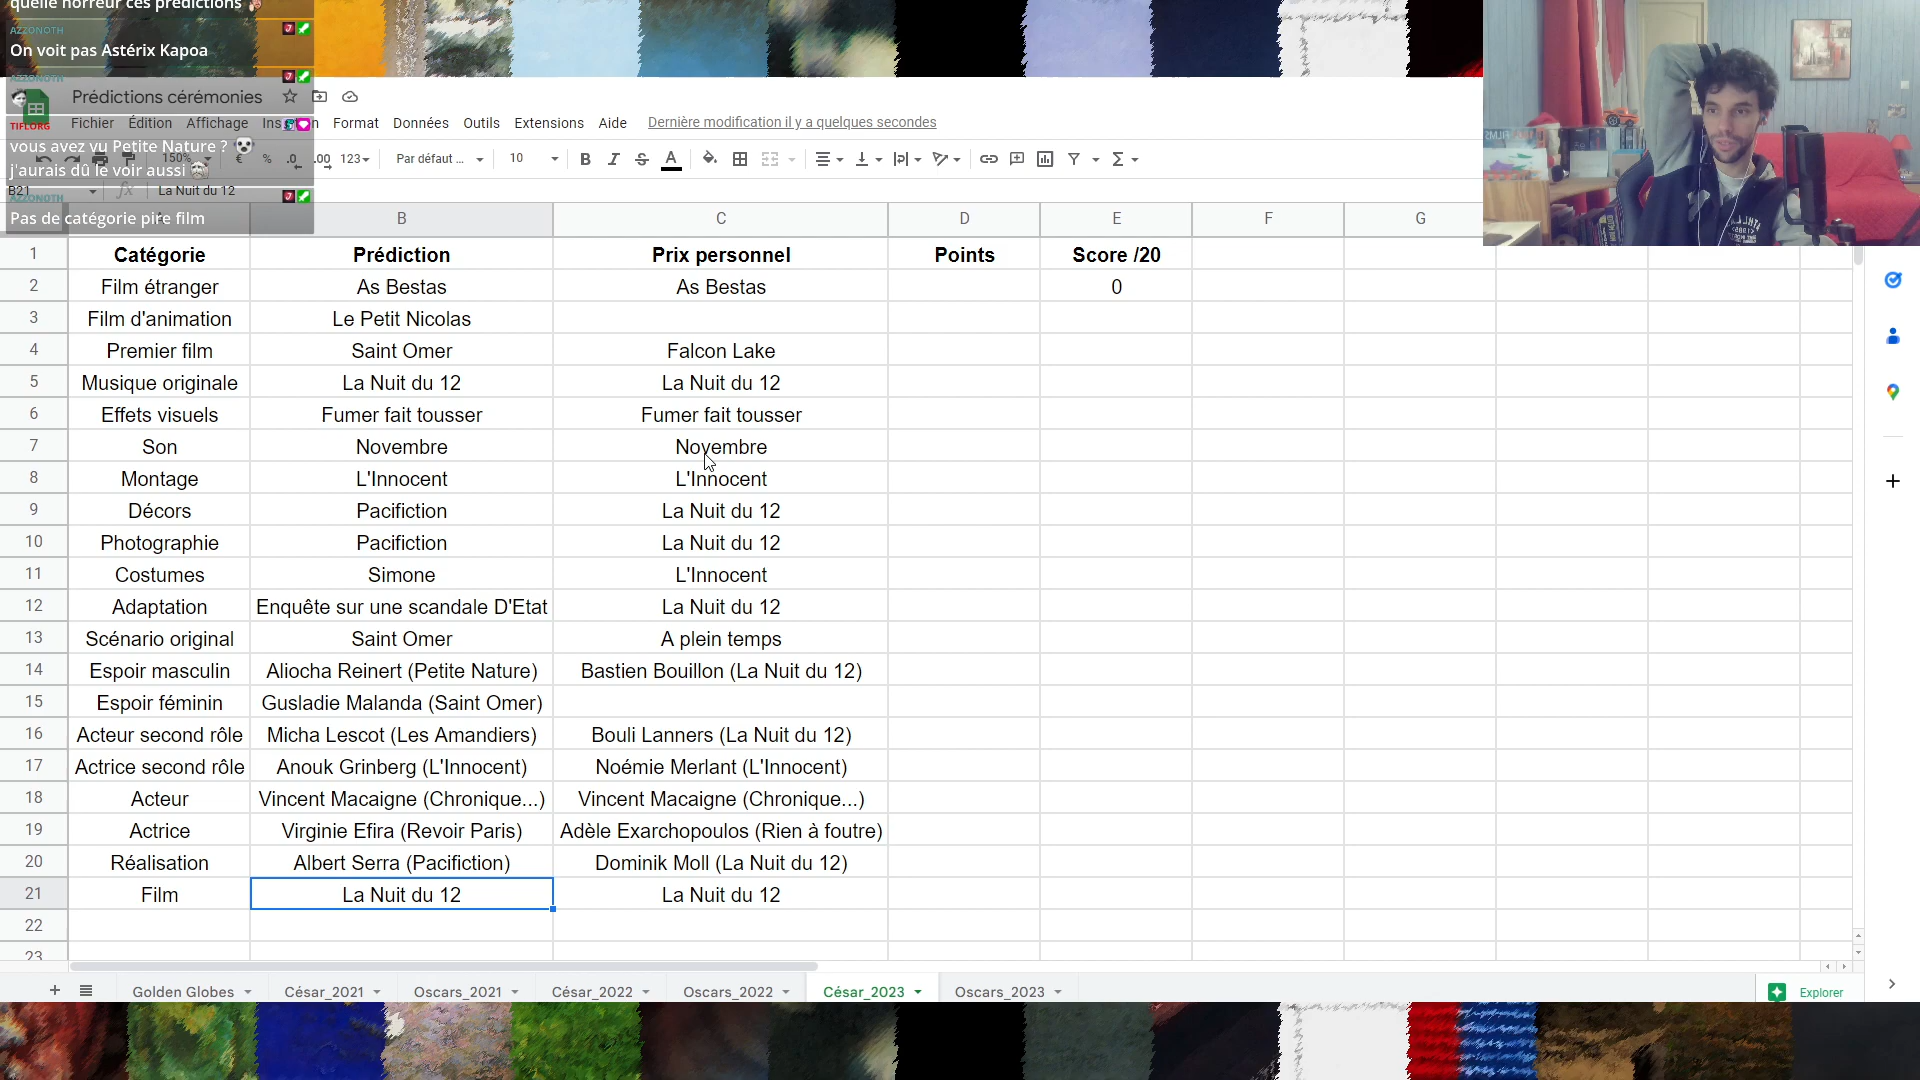 quelle horreur ces prédictions
AZZONOTH
On voit pas Astérix Kapoa
AZZONOTH
Prédictions cérémonies
TIFLORG
Fichier Édition Affichage Format Données Outils Extensions Aide Dernière modification il y a quelques secondes
vous avez vu Petite Nature ?
150% € % .0 .00 123 Par défaut ... 10 B I S A
j'aurais dû le voir aussi
B21 fx La Nuit du 12
AZZONOTH
Pas de catégorie pire film
B C D E F G
1 Catégorie Prédiction Prix personnel Points Score /20
2 Film étranger As Bestas As Bestas 0
3 Film d'animation Le Petit Nicolas
4 Premier film Saint Omer Falcon Lake
5 Musique originale La Nuit du 12 La Nuit du 12
6 Effets visuels Fumer fait tousser Fumer fait tousser
7 Son Novembre Novembre
8 Montage L'Innocent L'Innocent
9 Décors Pacifiction La Nuit du 12
10 Photographie Pacifiction La Nuit du 12
11 Costumes Simone L'Innocent
12 Adaptation Enquête sur une scandale D'Etat La Nuit du 12
13 Scénario original Saint Omer A plein temps
14 Espoir masculin Aliocha Reinert (Petite Nature) Bastien Bouillon (La Nuit du 12)
15 Espoir féminin Gusladie Malanda (Saint Omer)
16 Acteur second rôle Micha Lescot (Les Amandiers) Bouli Lanners (La Nuit du 12)
17 Actrice second rôle Anouk Grinberg (L'Innocent) Noémie Merlant (L'Innocent)
18 Acteur Vincent Macaigne (Chronique...) Vincent Macaigne (Chronique...)
19 Actrice Virginie Efira (Revoir Paris) Adèle Exarchopoulos (Rien à foutre)
20 Réalisation Albert Serra (Pacifiction) Dominik Moll (La Nuit du 12)
21 Film La Nuit du 12 La Nuit du 12
22
23
Golden Globes César_2021 Oscars_2021 César_2022 Oscars_2022 César_2023 Oscars_2023 Explorer